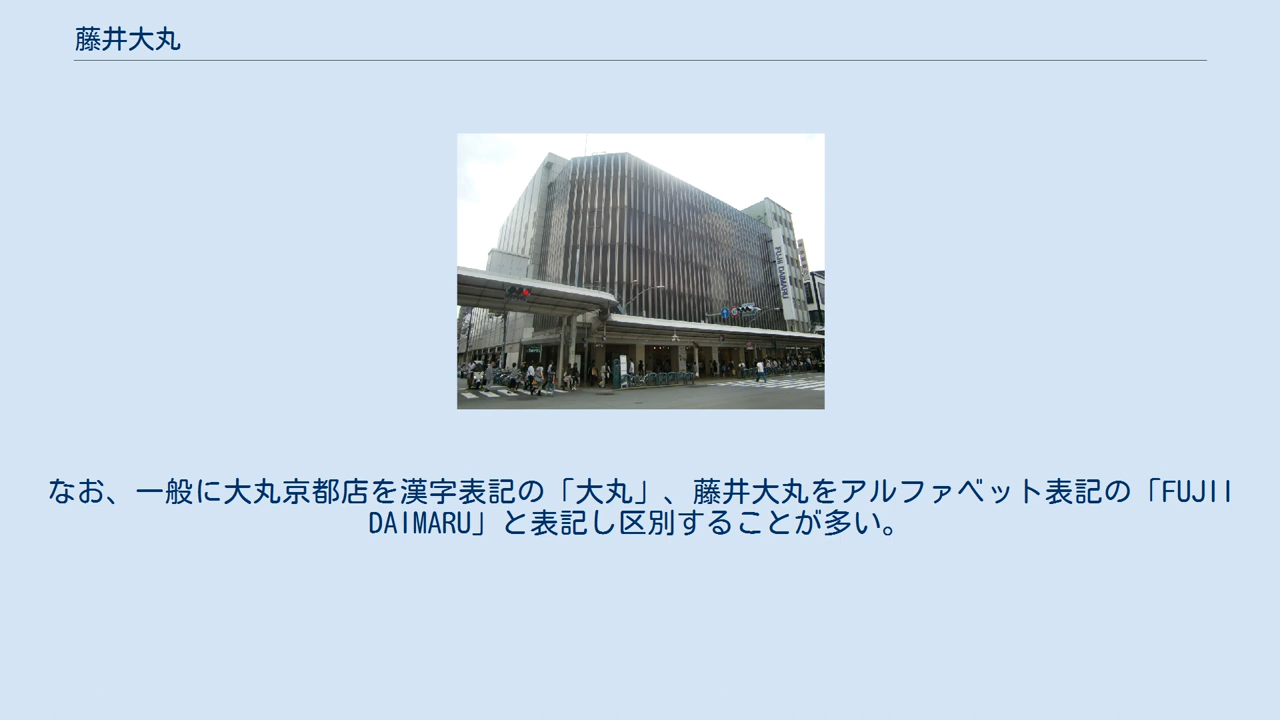 藤井大丸
FUJII DAIMARU
なお、一般に大丸京都店を漢字表記の「大丸」、藤井大丸をアルファベット表記の「FUJII
DAIMARU」と表記し区別することが多い。